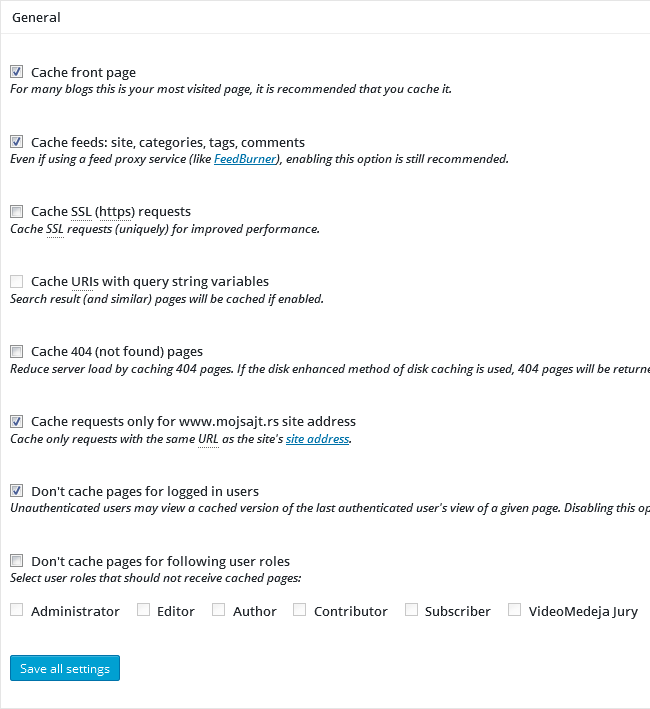 General
Cache front page
For many blogs this is your most visited page, it is recommended that you cache it.
Cache feeds: site, categories, tags, comments
Even if using a feed proxy service (like FeedBurner), enabling this option is still recommended.
Cache SSL (https) requests
Cache SSL requests (uniquely) for improved performance.
Cache URIs with query string variables
Search result (and similar) pages will be cached if enabled.
Cache 404 (not found) pages
Reduce server load by caching 404 pages. If the disk enhanced method of disk caching is used, 404 pages will be returne
Cache requests only for www.mojsajt.rs site address
Cache only requests with the same URL as the site's site address.
Don't cache pages for logged in users
Unauthenticated users may view a cached version of the last authenticated user's view of a given page. Disabling this op
Don't cache pages for following user roles
Select user roles that should not receive cached pages:
Administrator Editor Author Contributor Subscriber VideoMedeja Jury
Save all settings